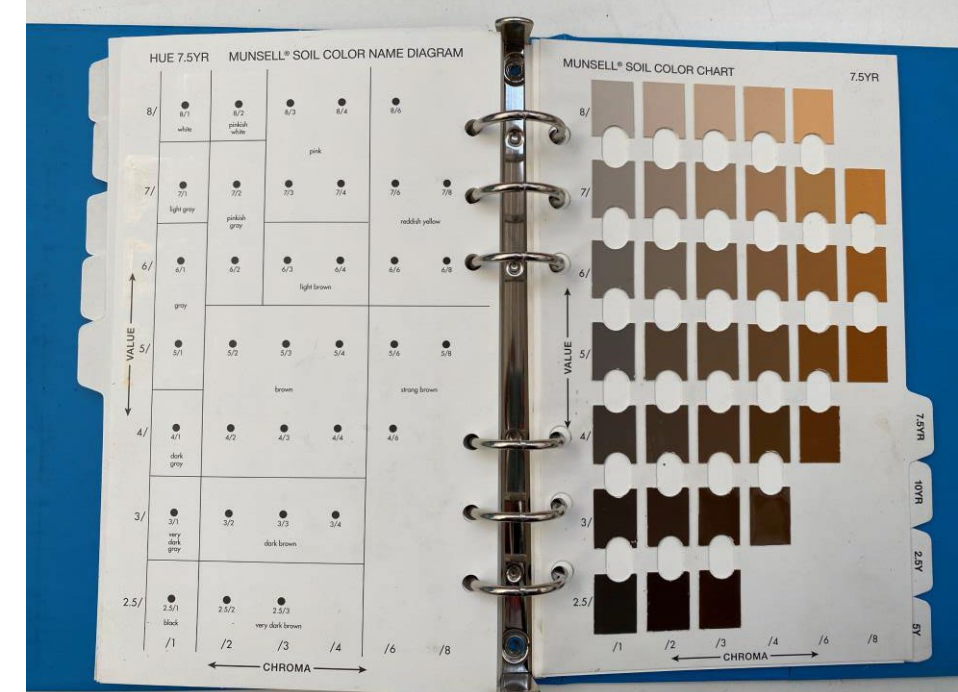 HUE 7.5YR MUNSELL® SOIL COLOR NAME DIAGRAM
8/ 8/1 8/2 8/3 8/4 8/6
white pinkish white
pink
7/ 7/1 7/2 7/3 7/4 7/6 7/8
light gray pinkish gray reddish yellow
6/ 6/1 6/2 6/3 6/4 6/6 6/8
light brown
gray
VALUE
5/ 5/1 5/2 5/3 5/4 5/6 5/8
brown strong brown
4/ 4/1 4/2 4/3 4/4 4/6
dark gray
3/ 3/1 3/2 3/3 3/4
very dark gray dark brown
2.5/ 2.5/1 2.5/2 2.5/3
black very dark brown
/1 /2 /3 /4 /6 /8
CHROMA
MUNSELL® SOIL COLOR CHART 7.5YR
8/
7/
6/
VALUE
5/
4/
3/
2.5/
/1 /2 /3 /4 /6 /8
CHROMA
7.5YR
10YR
2.5Y
5Y